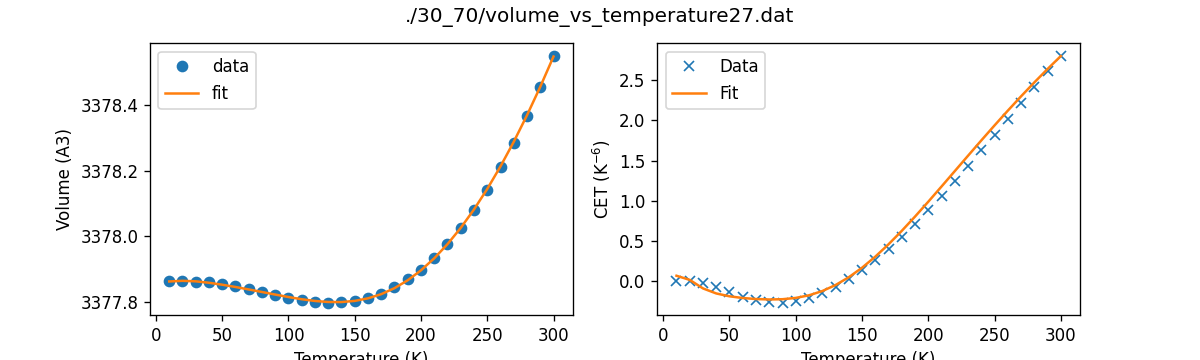 ./30_70/volume_vs_temperature27.dat
data
fit
Volume (A3)
3378.4
3378.2
3378.0
3377.8
0 50 100 150 200 250 300
Temperature (K)
Data
Fit
CET (K⁻⁶)
2.5
2.0
1.5
1.0
0.5
0.0
0 50 100 150 200 250 300
Temperature (K)